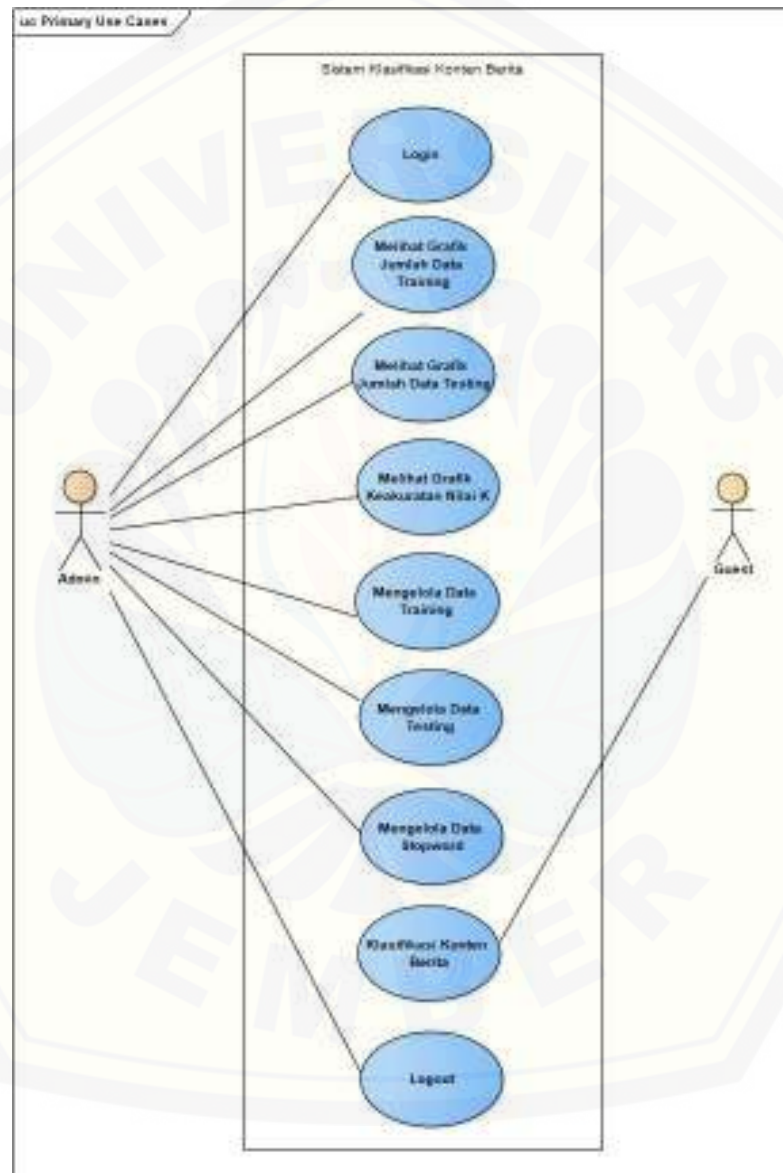 uc Primary Use Cases
Sistem Klasifikasi Konten Berita
Login
Melihat Grafik
Jumlah Data
Training
Melihat Grafik
Jumlah Data Testing
Melihat Grafik
Keakuratan Nilai K
Admin
Guest
Mengelola Data
Training
Mengelola Data
Testing
Mengelola Data
Stopword
Klasifikasi Konten
Berita
Logout
UNIVERSITAS
JEMBER